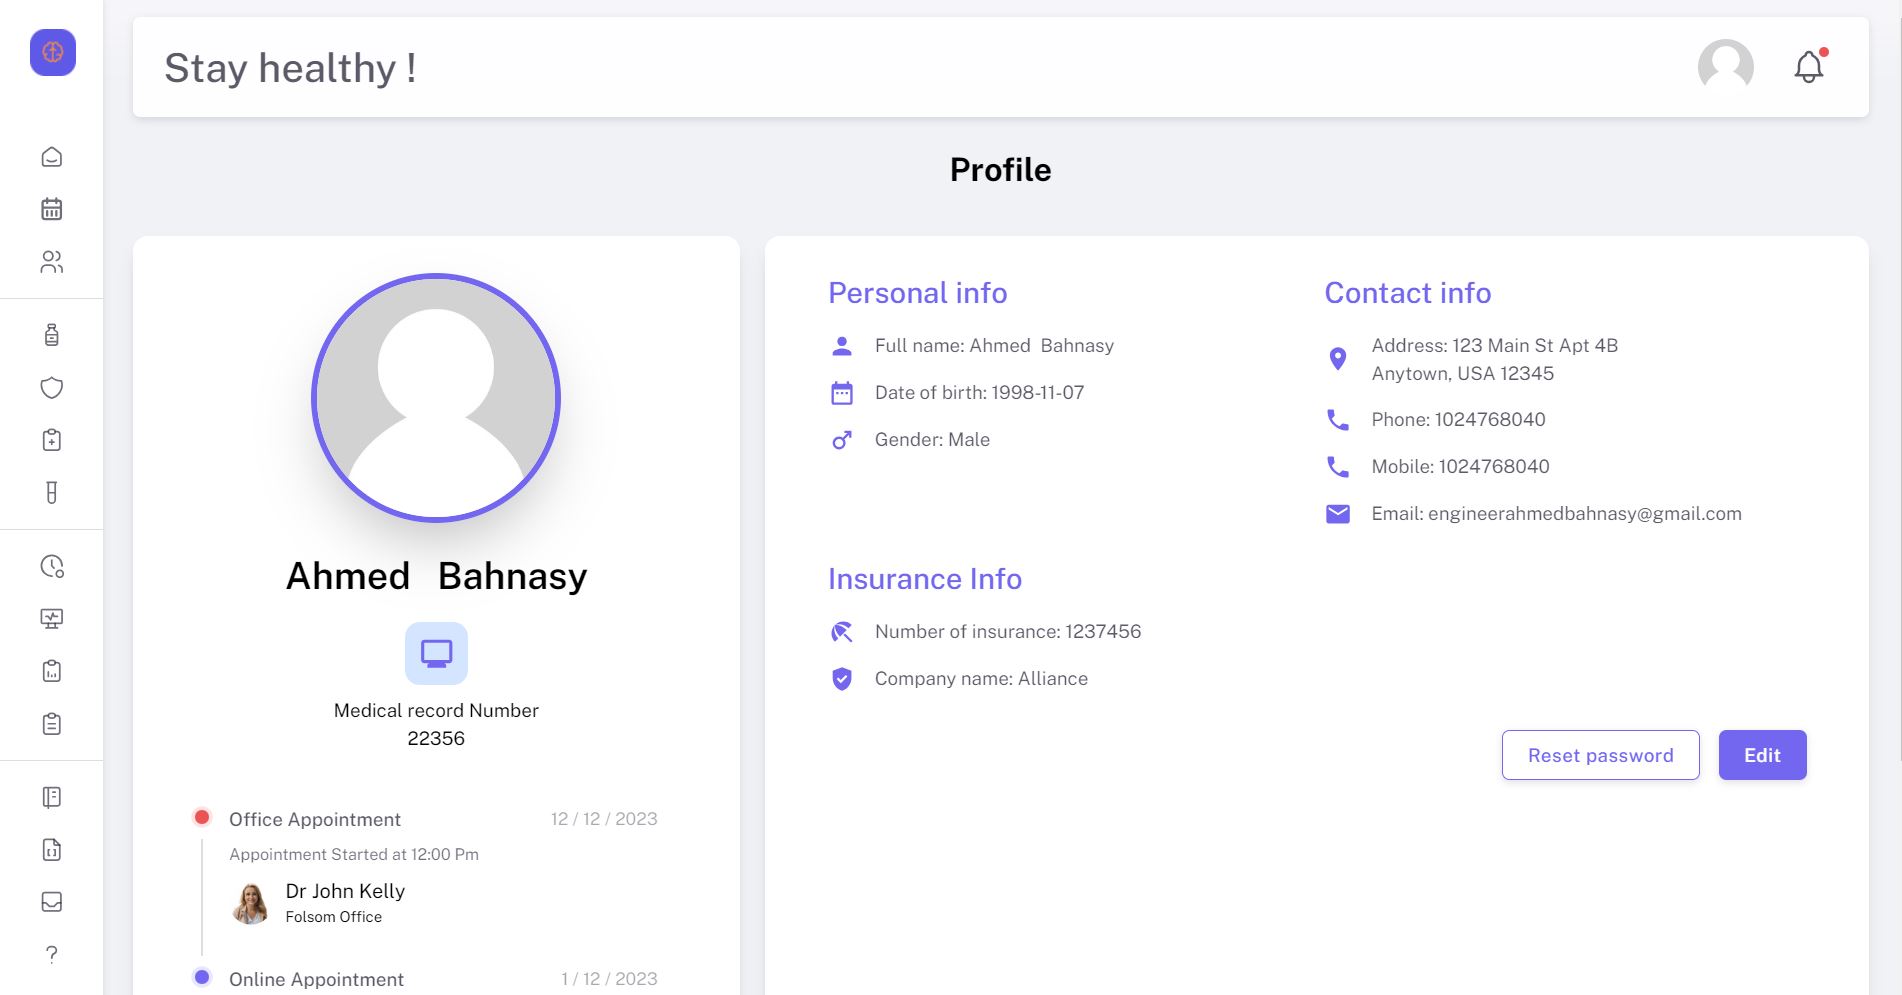 Stay healthy !
Profile
Ahmed Bahnasy
Medical record Number
22356
Office Appointment 12 / 12 / 2023
Appointment Started at 12:00 Pm
Dr John Kelly
Folsom Office
Online Appointment 1 / 12 / 2023
Personal info
Full name: Ahmed Bahnasy
Date of birth: 1998-11-07
Gender: Male
Contact info
Address: 123 Main St Apt 4B
Anytown, USA 12345
Phone: 1024768040
Mobile: 1024768040
Email: engineerahmedbahnasy@gmail.com
Insurance Info
Number of insurance: 1237456
Company name: Alliance
Reset password
Edit